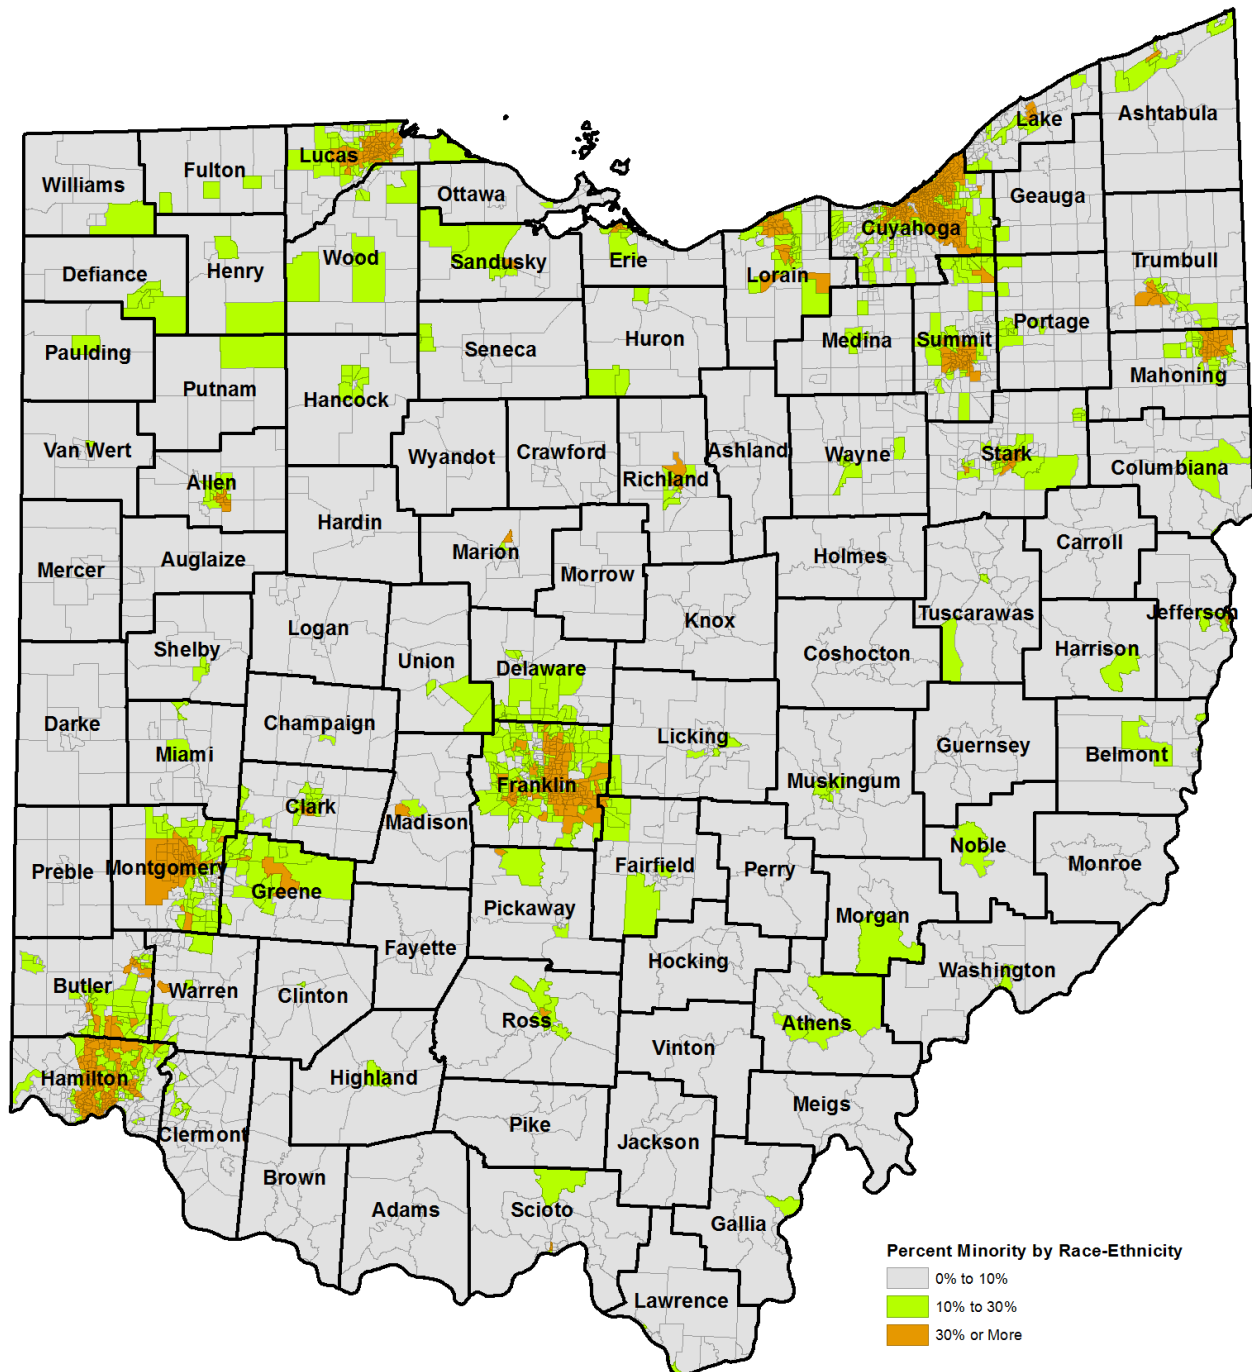 Ashtabula
Lake
Lucas
Fulton
Williams
Ottawa
Geauga
Cuyahoga
Wood
Sandusky
Erie
Lorain
Trumbull
Defiance
Henry
Portage
Summit
Medina
Huron
Seneca
Paulding
Mahoning
Putnam
Hancock
Van Wert
Wyandot
Crawford
Ashland
Wayne
Stark
Columbiana
Richland
Allen
Hardin
Marion
Carroll
Holmes
Auglaize
Mercer
Morrow
Knox
Tuscarawas
Jefferson
Logan
Shelby
Union
Delaware
Coshocton
Harrison
Darke
Champaign
Miami
Licking
Guernsey
Belmont
Muskingum
Franklin
Clark
Madison
Noble
Monroe
Fairfield
Perry
Preble
Montgomery
Greene
Pickaway
Morgan
Fayette
Hocking
Washington
Butler
Warren
Clinton
Ross
Athens
Vinton
Hamilton
Highland
Meigs
Pike
Clermont
Jackson
Brown
Adams
Scioto
Gallia
Lawrence
Percent Minority by Race-Ethnicity
0% to 10%
10% to 30%
30% or More